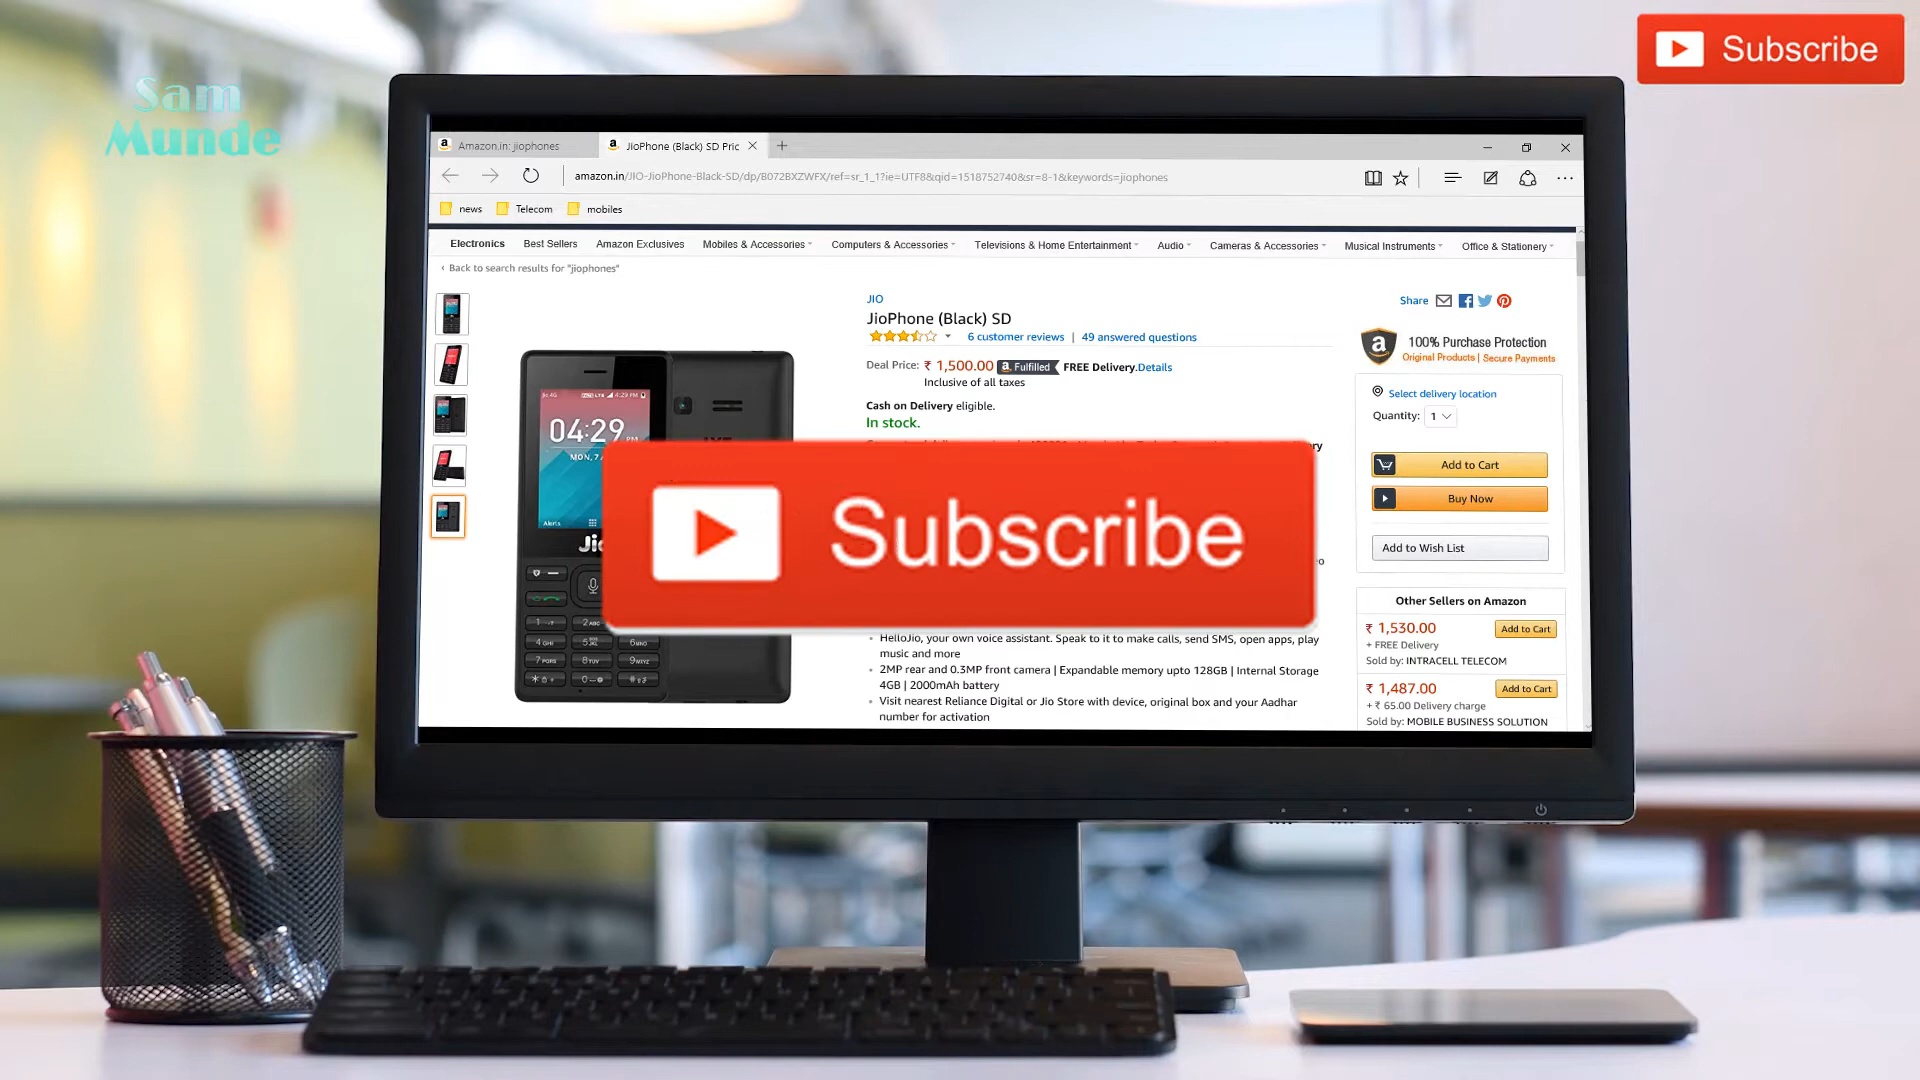 Subscribe
Sam
Munde
Amazon.in: jiophones
JioPhone (Black) SD Pric
amazon.in/JIO-JioPhone-Black-SD/dp/B072BXZWFX/ref=sr_1_1?ie=UTF8&qid=1518752740&sr=8-1&keywords=jiophones
news
Telecom
mobiles
Electronics
Best Sellers
Amazon Exclusives
Mobiles & Accessories
Computers & Accessories
Televisions & Home Entertainment
Audio
Cameras & Accessories
Musical Instruments
Office & Stationery
Back to search results for "jiophones"
04:29 PM
MON, 7
Alerts
JIO
JioPhone (Black) SD
6 customer reviews | 49 answered questions
Deal Price: ₹ 1,500.00 a Fulfilled FREE Delivery. Details
Inclusive of all taxes
Cash on Delivery eligible.
In stock.
Subscribe
HelloJio, your own voice assistant. Speak to it to make calls, send SMS, open apps, play
music and more
2MP rear and 0.3MP front camera | Expandable memory upto 128GB | Internal Storage
4GB | 2000mAh battery
Visit nearest Reliance Digital or Jio Store with device, original box and your Aadhar
number for activation
Share
100% Purchase Protection
Original Products | Secure Payments
Select delivery location
Quantity: 1
Add to Cart
Buy Now
Add to Wish List
Other Sellers on Amazon
₹ 1,530.00
Add to Cart
+ FREE Delivery
Sold by: INTRACELL TELECOM
₹ 1,487.00
Add to Cart
+ ₹ 65.00 Delivery charge
Sold by: MOBILE BUSINESS SOLUTION